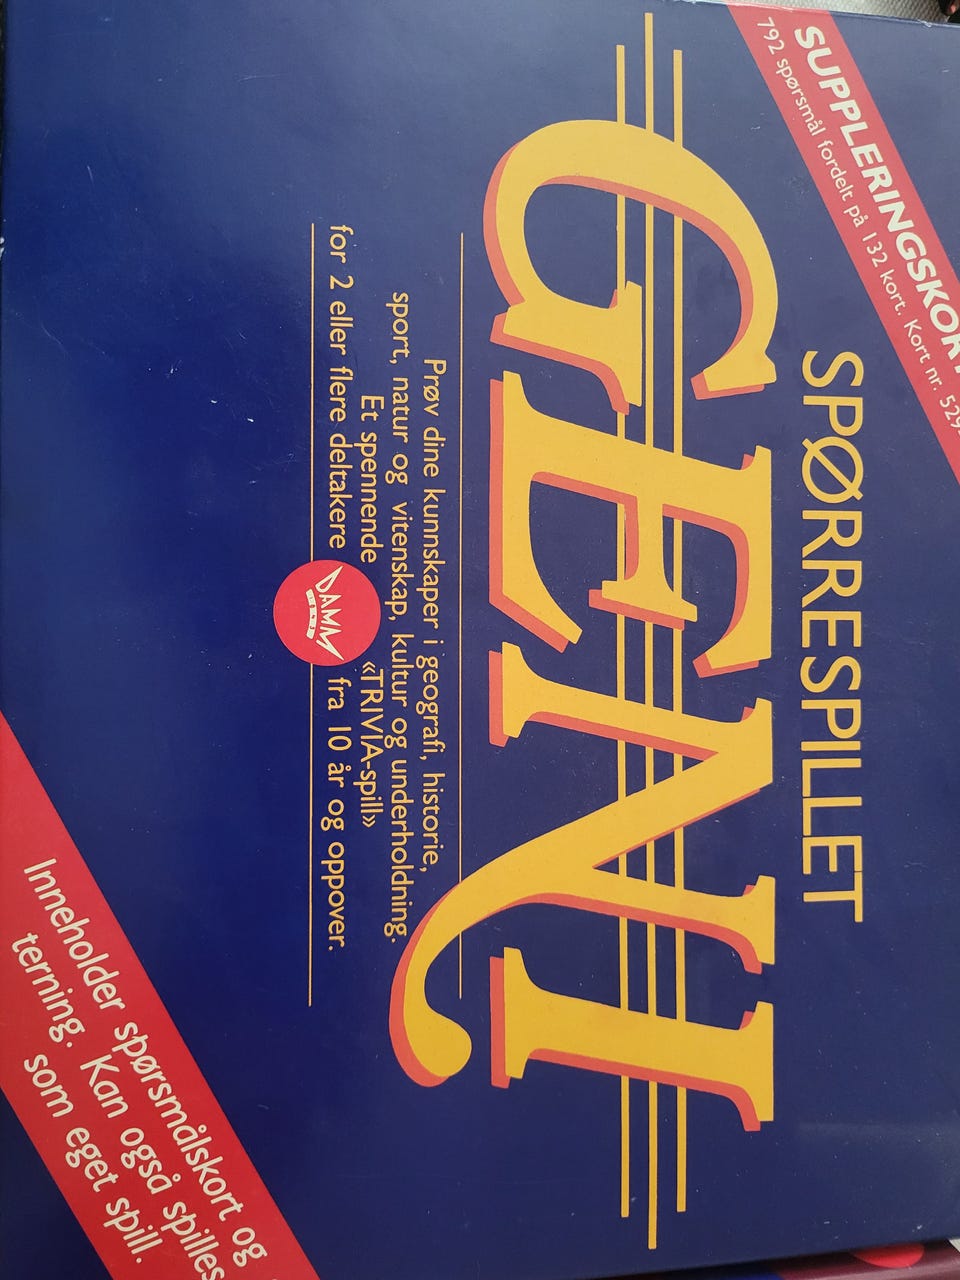 SUPPLERINGSKORT
792 spørsmål fordelt på 132 kort. Kort nr.
SPØRRESPILLET
GENI
Prøv dine kunnskaper i geografi, historie,
sport, natur og vitenskap, kultur og underholdning.
Et spennende «TRIVIA-spill»
for 2 eller flere deltakere fra 10 år og oppover.
DAMM
Inneholder spørsmålskort og
terning. Kan også spilles
som eget spill.